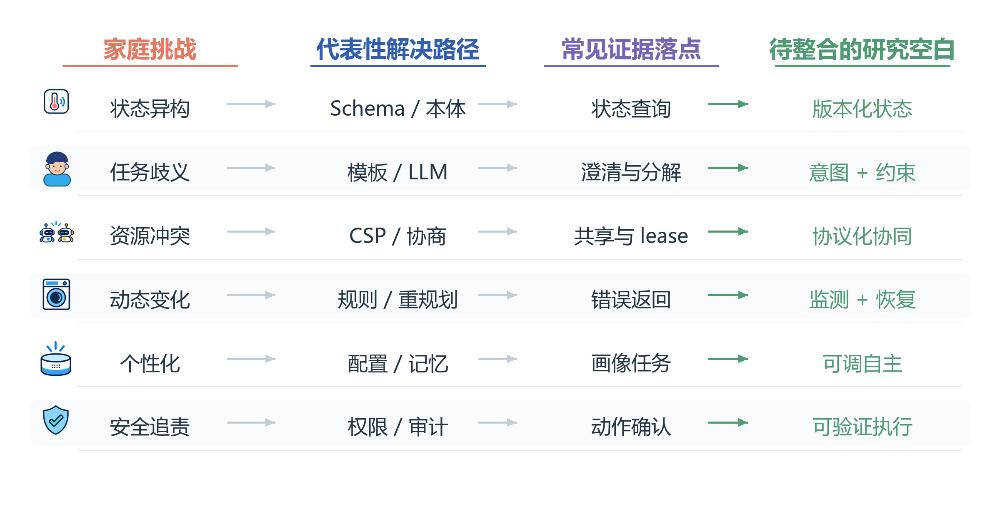 家庭挑战 代表性解决路径 常见证据落点 待整合的研究空白
状态异构 Schema / 本体 状态查询 版本化状态
任务歧义 模板 / LLM 澄清与分解 意图 + 约束
资源冲突 CSP / 协商 共享与 lease 协议化协同
动态变化 规则 / 重规划 错误返回 监测 + 恢复
个性化 配置 / 记忆 画像任务 可调自主
安全追责 权限 / 审计 动作确认 可验证执行